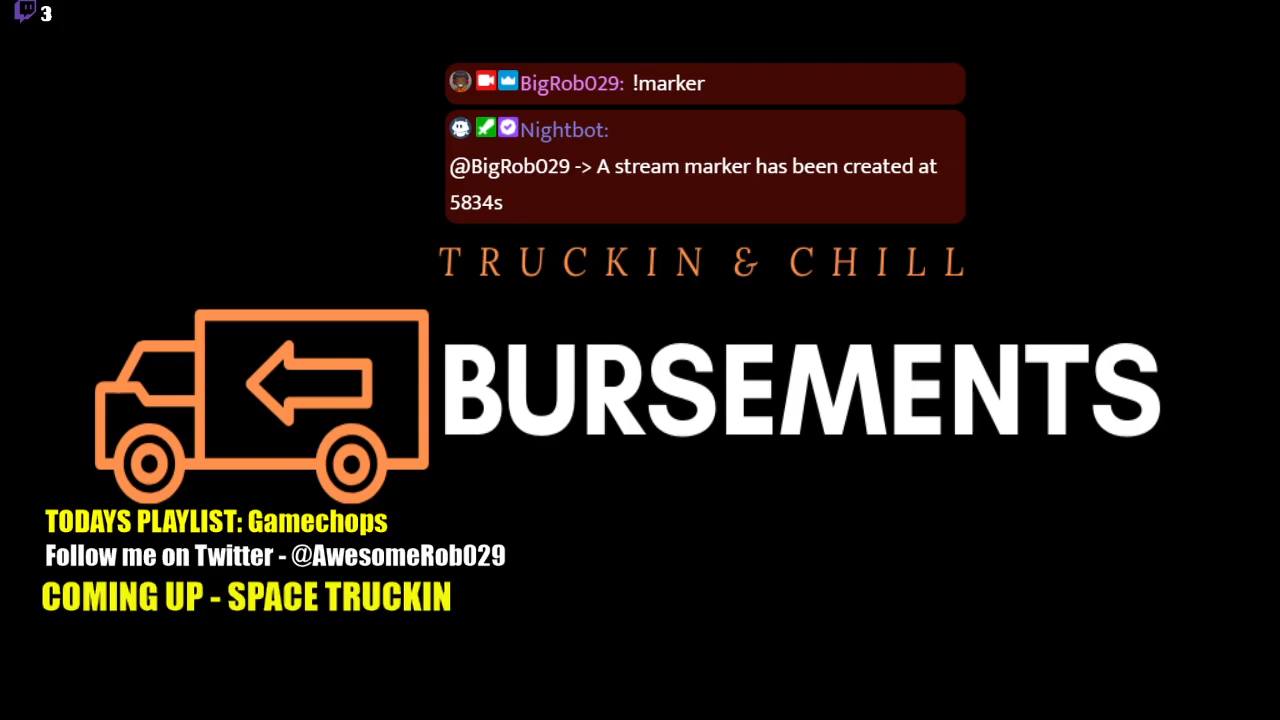 3
BigRob029: !marker
Nightbot:
@BigRob029 -> A stream marker has been created at
5834s
TRUCKIN & CHILL
BURSEMENTS
TODAYS PLAYLIST: Gamechops
Follow me on Twitter - @AwesomeRob029
COMING UP - SPACE TRUCKIN